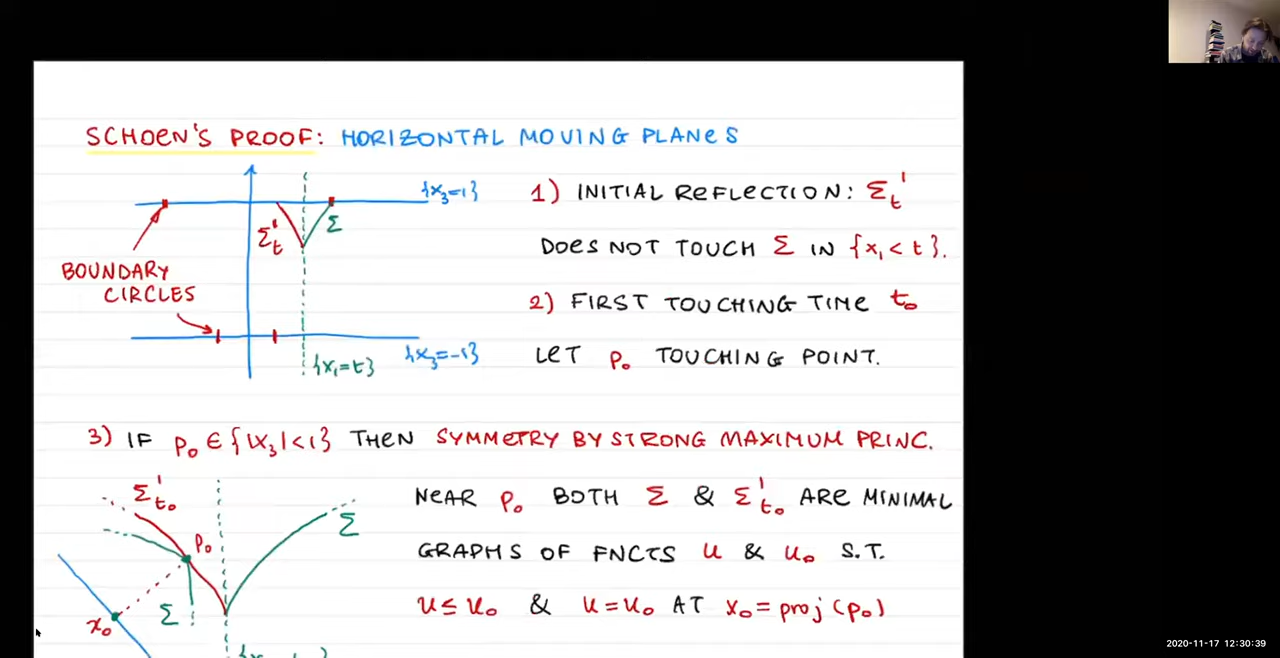 SCHOEN'S PROOF: HORIZONTAL MOVING PLANES
{x₃=1}
Σₜ'
Σ
BOUNDARY
CIRCLES
{x₃=-1}
{x₁=t}
1) INITIAL REFLECTION: Σₜ'
DOES NOT TOUCH Σ IN {x₁<t}.
2) FIRST TOUCHING TIME t₀
LET p₀ TOUCHING POINT.
3) IF p₀ ∈ {|x₃|<1} THEN SYMMETRY BY STRONG MAXIMUM PRINC.
Σ'ₜ₀
Σ
p₀
Σ
x₀
NEAR p₀ BOTH Σ & Σ'ₜ₀ ARE MINIMAL
GRAPHS OF FNCTS u & u₀ S.T.
u≤u₀ & u=u₀ AT x₀=proj(p₀)
2020-11-17 12:30:39